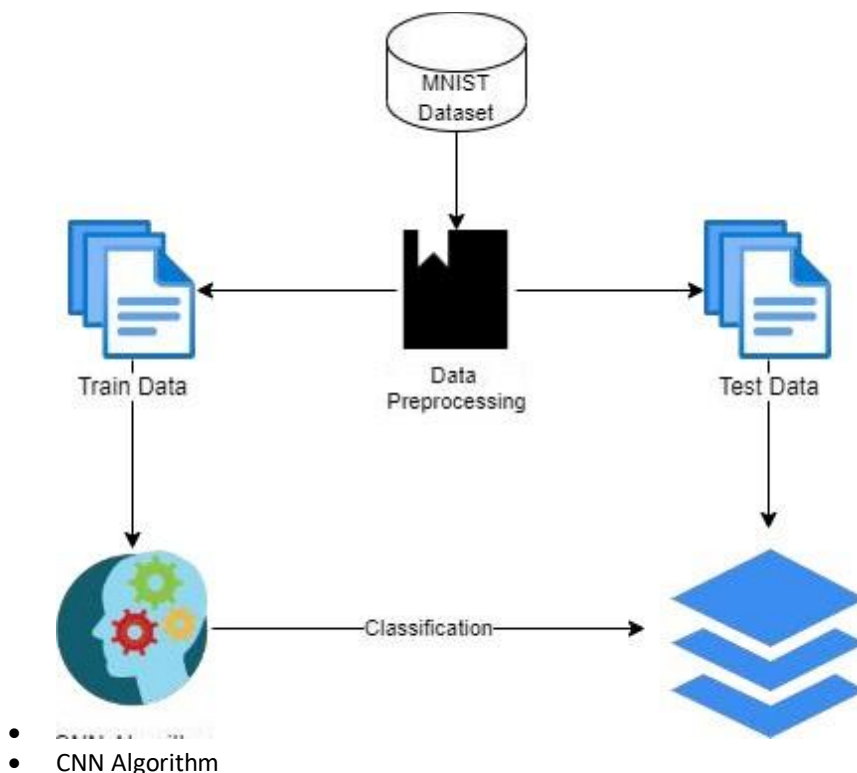 MNIST
Dataset
Train Data
Data
Preprocessing
Test Data
Classification
•
• CNN Algorithm